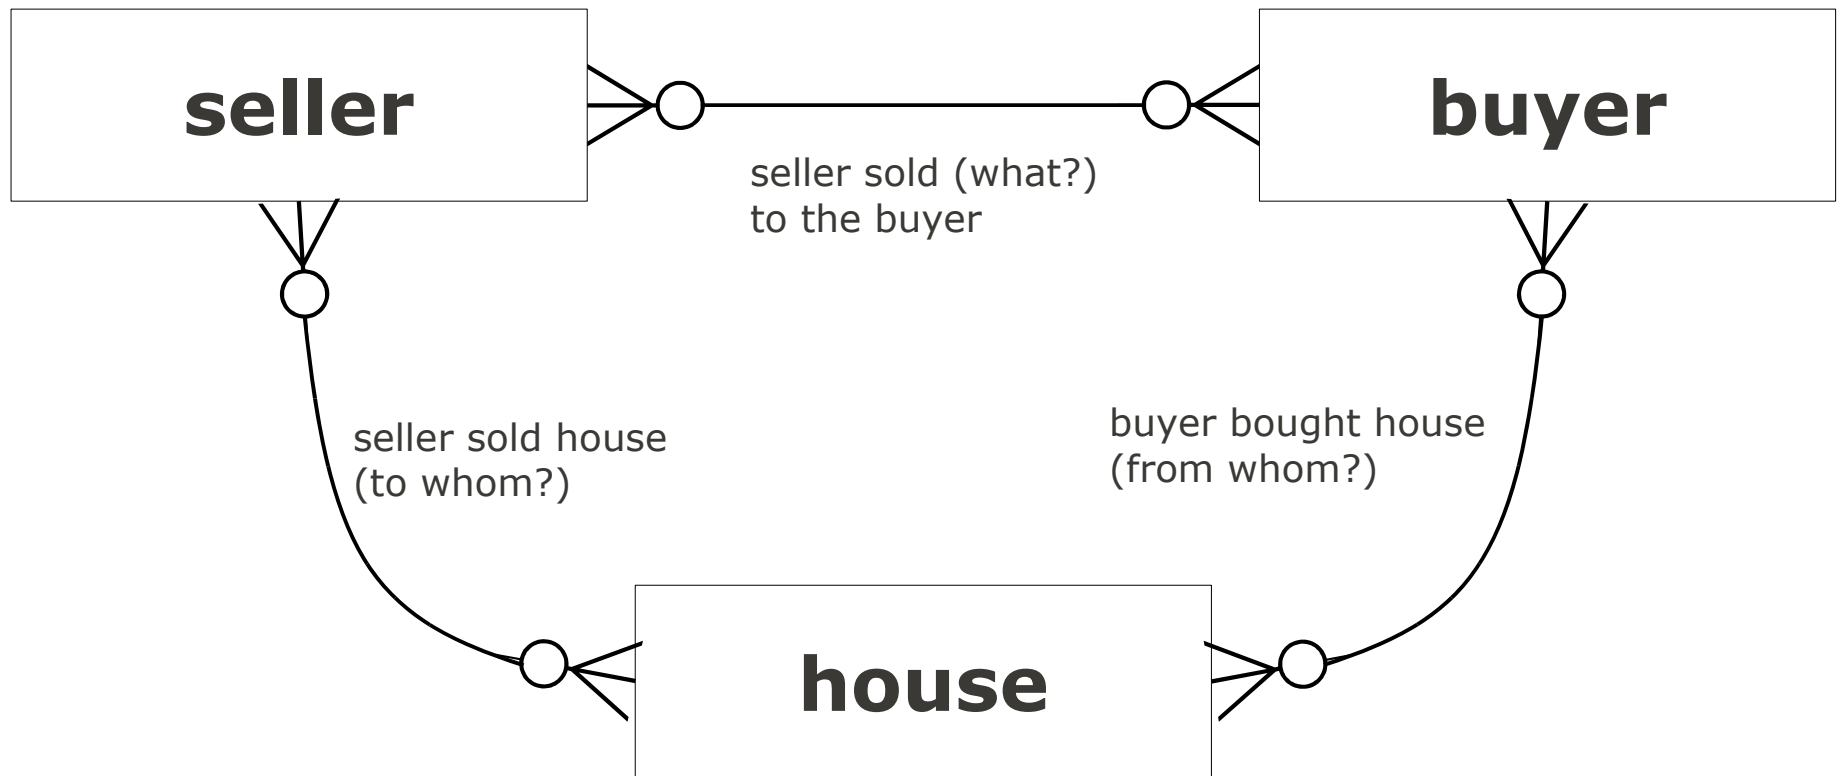 seller
buyer
seller sold (what?)
to the buyer
seller sold house
(to whom?)
buyer bought house
(from whom?)
house